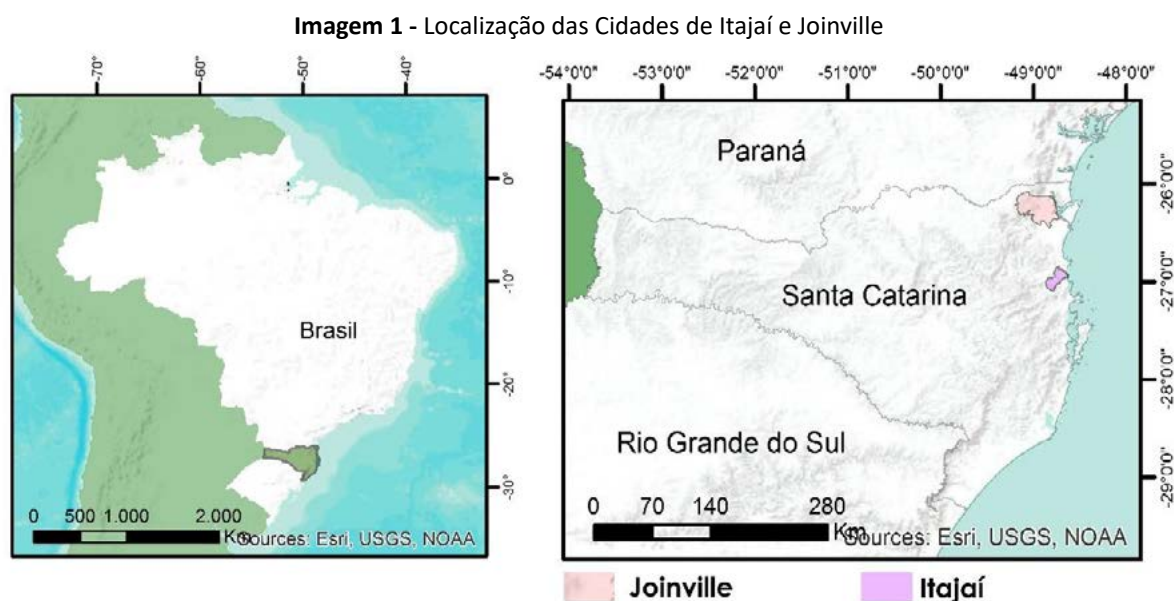 Imagem 1 - Localização das Cidades de Itajaí e Joinville
-70° -60° -50° -40°
0°
-10°
-20°
-30°
Brasil
0 500 1.000 2.000
Km
Sources: Esri, USGS, NOAA
-54°0'0" -53°0'0" -52°0'0" -51°0'0" -50°0'0" -49°0'0" -48°0'0"
-26°0'0"
-27°0'0"
-28°0'0"
-29°0'0"
Paraná
Santa Catarina
Rio Grande do Sul
0 70 140 280
Km
Sources: Esri, USGS, NOAA
Joinville Itajaí